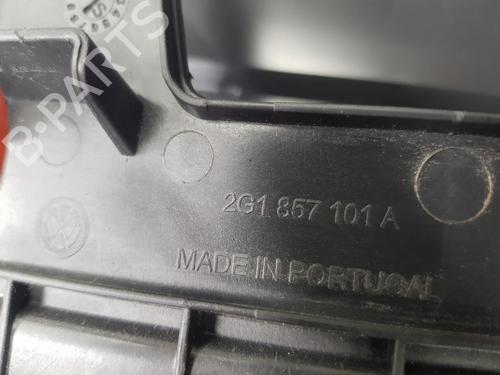 B-PARTS
2G1 857 101 A
MADE IN PORTUGAL